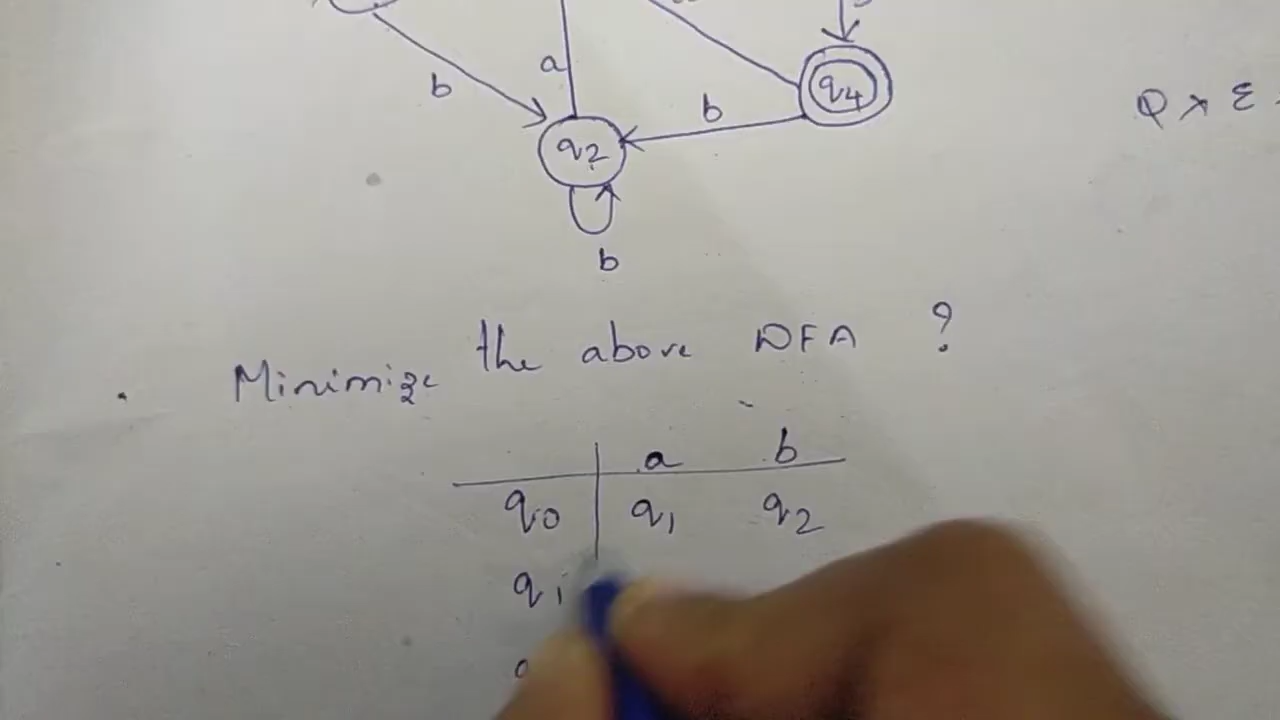 a
b
q4
b
Q × Σ
q2
b
Minimize the above DFA ?
a b
q0 q1 q2
q1